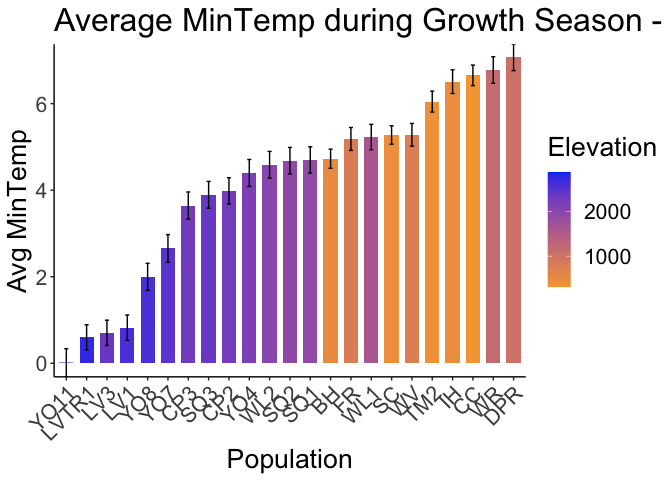 Average MinTemp during Growth Season -
Avg MinTemp
6
4
2
0
YO11
LVTR1
LV3
LV1
YO8
YO7
CP3
SQ3
CP2
YO4
WL2
SQ2
SQ1
BH
FR
WL1
SC
WV
TM2
IH
CC
WR
DPR
Population
Elevation
2000
1000